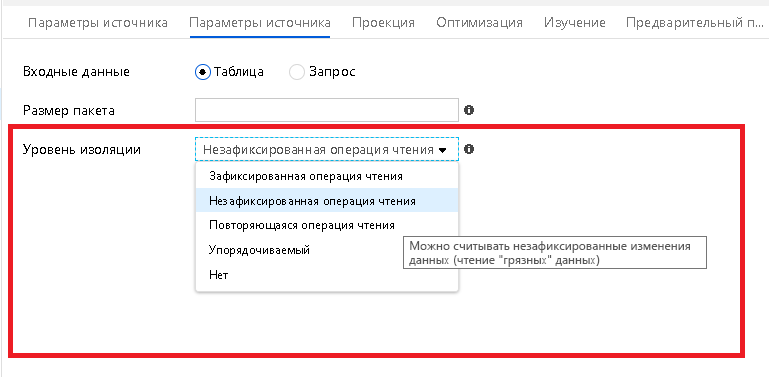 Параметры источника Параметры источника Проекция Оптимизация Изучение Предварительный п...
Входные данные Таблица Запрос
Размер пакета
Уровень изоляции Незафиксированная операция чтения
Зафиксированная операция чтения
Незафиксированная операция чтения
Повторяющаяся операция чтения
Упорядочиваемый
Нет
Можно считывать незафиксированные изменения
данных (чтение "грязных" данных)